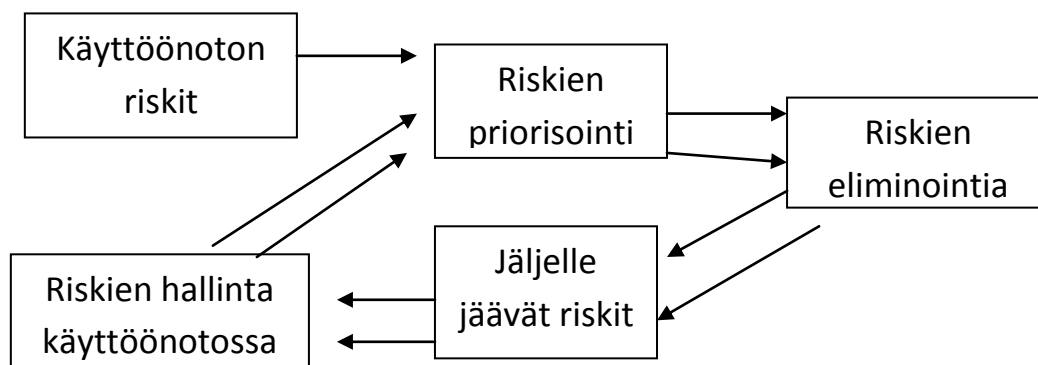 Käyttöönoton
riskit
Riskien
priorisointi
Riskien
eliminointia
Jäljelle
jäävät riskit
Riskien hallinta
käyttöönotossa